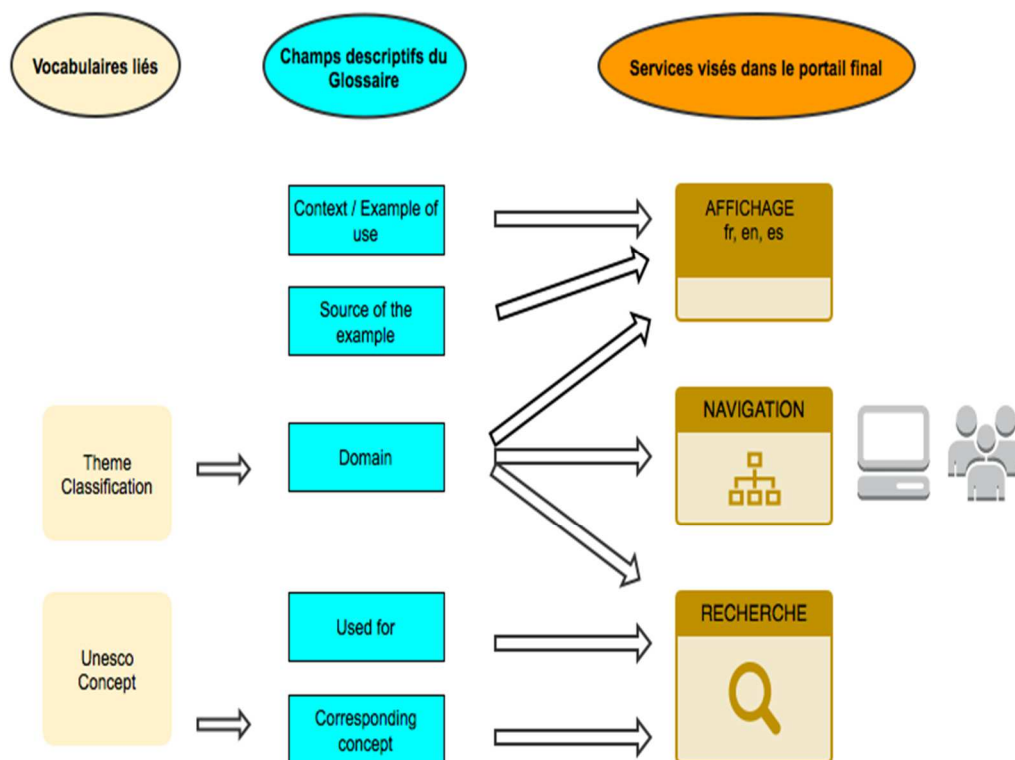 Vocabulaires liés
Champs descriptifs du
Glossaire
Services visés dans le portail final
Context / Example of
use
AFFICHAGE
fr, en, es
Source of the
example
Theme
Classification
Domain
NAVIGATION
Unesco
Concept
Used for
RECHERCHE
Corresponding
concept